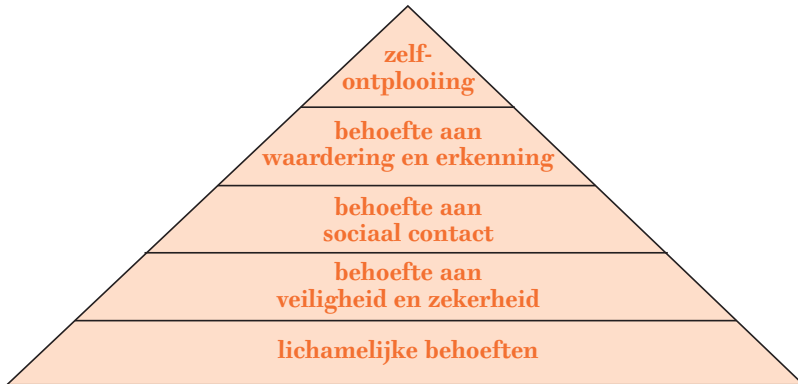 zelf-
ontplooiing
behoefte aan
waardering en erkenning
behoefte aan
sociaal contact
behoefte aan
veiligheid en zekerheid
lichamelijke behoeften